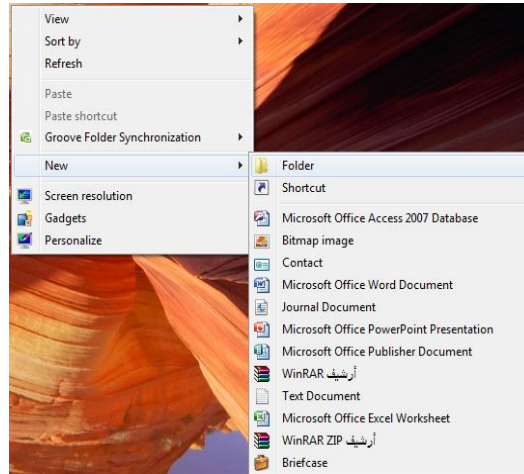 View
Sort by
Refresh
Paste
Paste shortcut
Groove Folder Synchronization
New
Screen resolution
Gadgets
Personalize
Folder
Shortcut
Microsoft Office Access 2007 Database
Bitmap image
Contact
Microsoft Office Word Document
Journal Document
Microsoft Office PowerPoint Presentation
Microsoft Office Publisher Document
أرشيف WinRAR
Text Document
Microsoft Office Excel Worksheet
أرشيف WinRAR ZIP
Briefcase